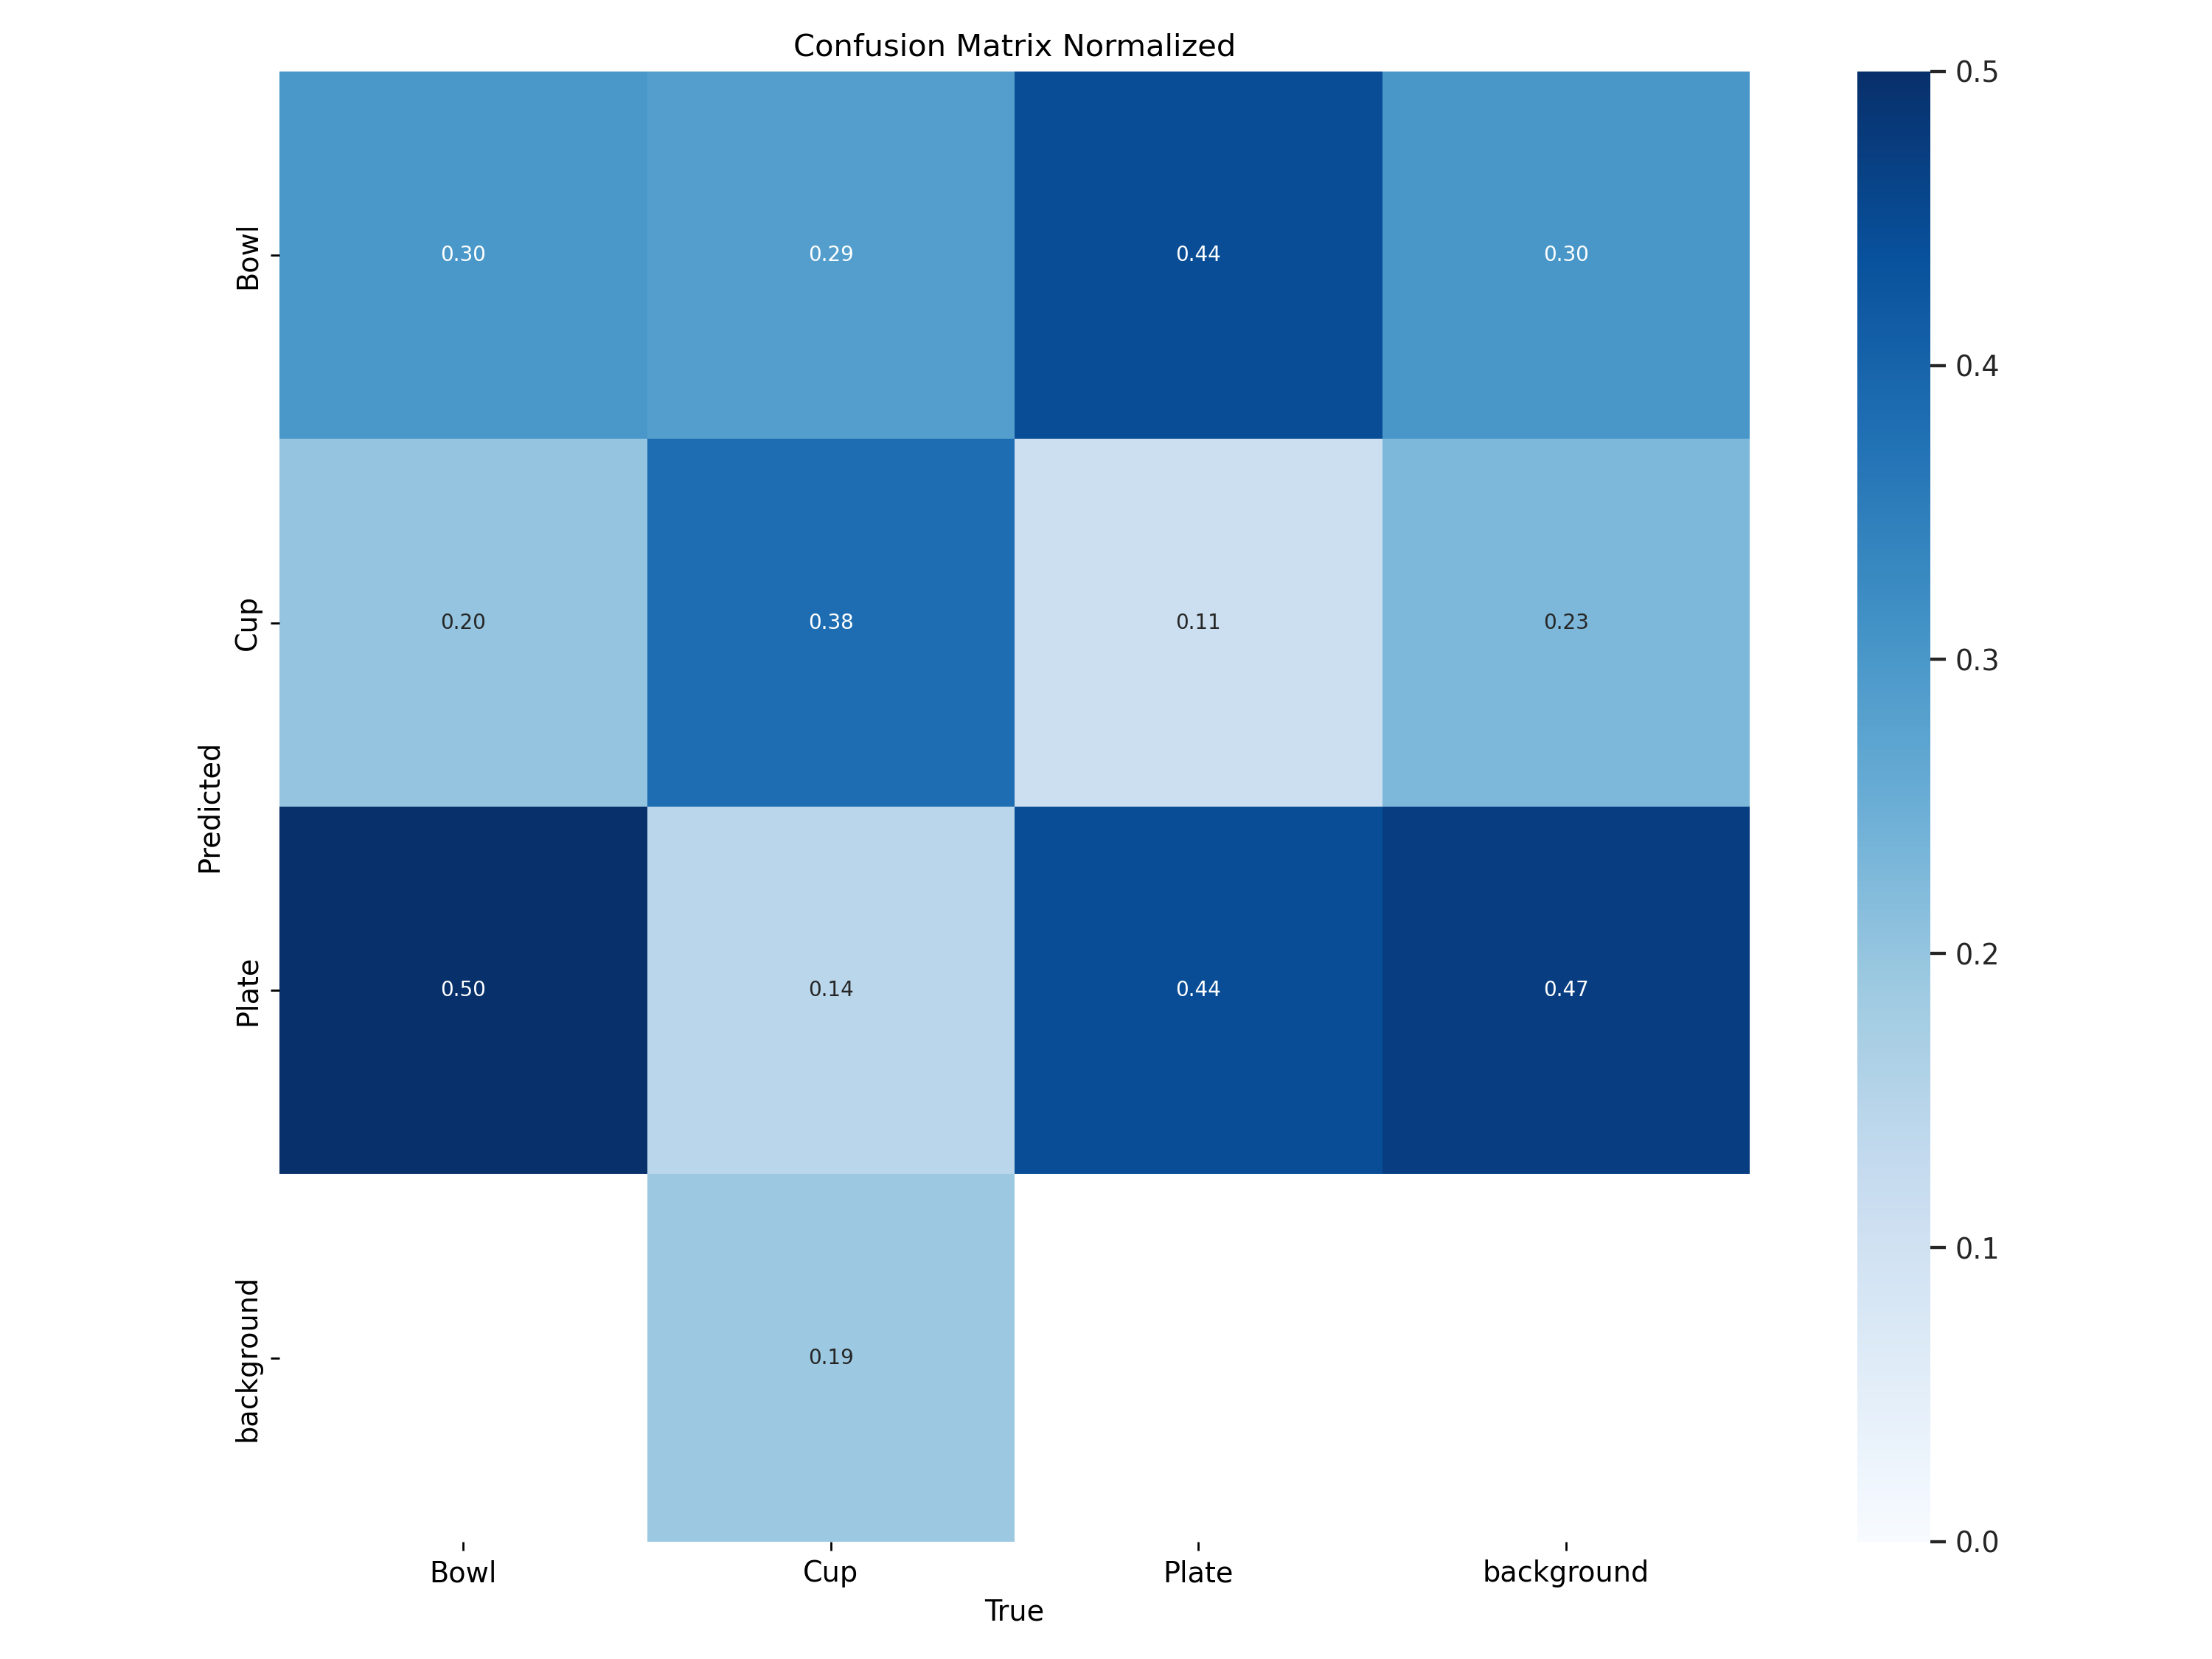 Confusion Matrix Normalized
Bowl
0.30 0.29 0.44 0.30
Cup
0.20 0.38 0.11 0.23
Plate
0.50 0.14 0.44 0.47
background
0.19
Predicted
Bowl Cup Plate background
True
0.5
0.4
0.3
0.2
0.1
0.0